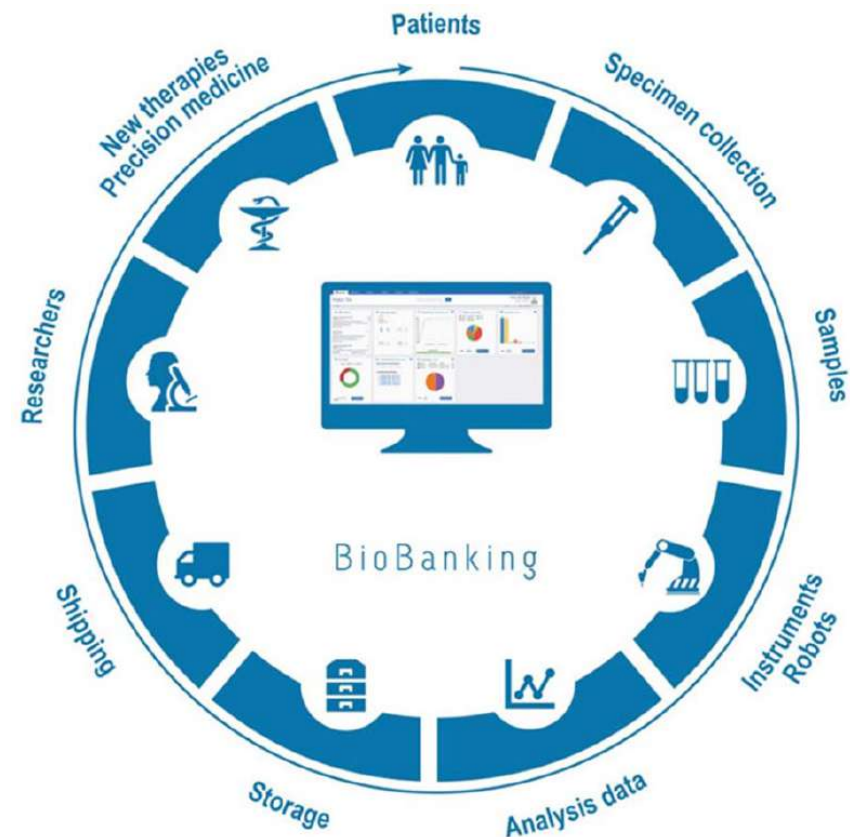 Patients
Specimen collection
Samples
Instruments
Robots
Analysis data
Storage
Shipping
Researchers
New therapies
Precision medicine
BioBanking